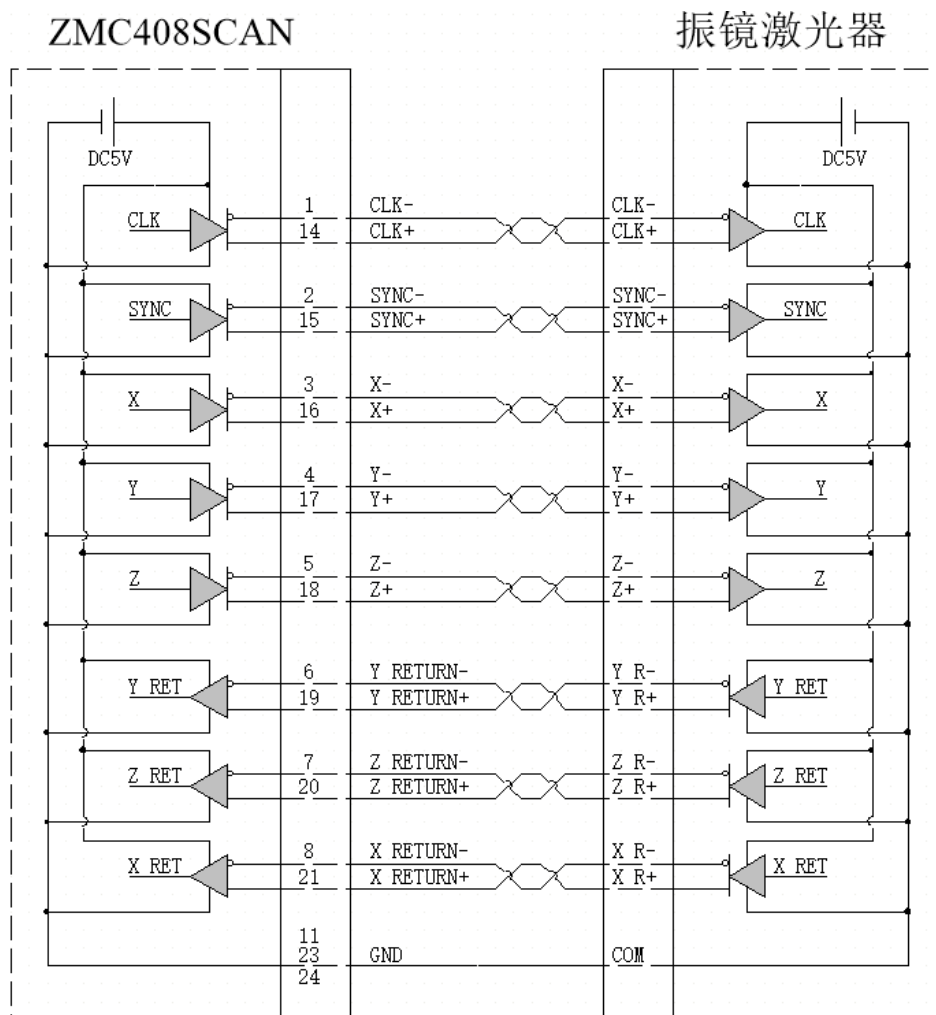 ZMC408SCAN 振镜激光器
DC5V DC5V
CLK 1 CLK- CLK- CLK
14 CLK+ CLK+
SYNC 2 SYNC- SYNC- SYNC
15 SYNC+ SYNC+
X 3 X- X- X
16 X+ X+
Y 4 Y- Y- Y
17 Y+ Y+
Z 5 Z- Z- Z
18 Z+ Z+
Y RET 6 Y RETURN- Y R- Y RET
19 Y RETURN+ Y R+
Z RET 7 Z RETURN- Z R- Z RET
20 Z RETURN+ Z R+
X RET 8 X RETURN- X R- X RET
21 X RETURN+ X R+
11
23 GND COM
24